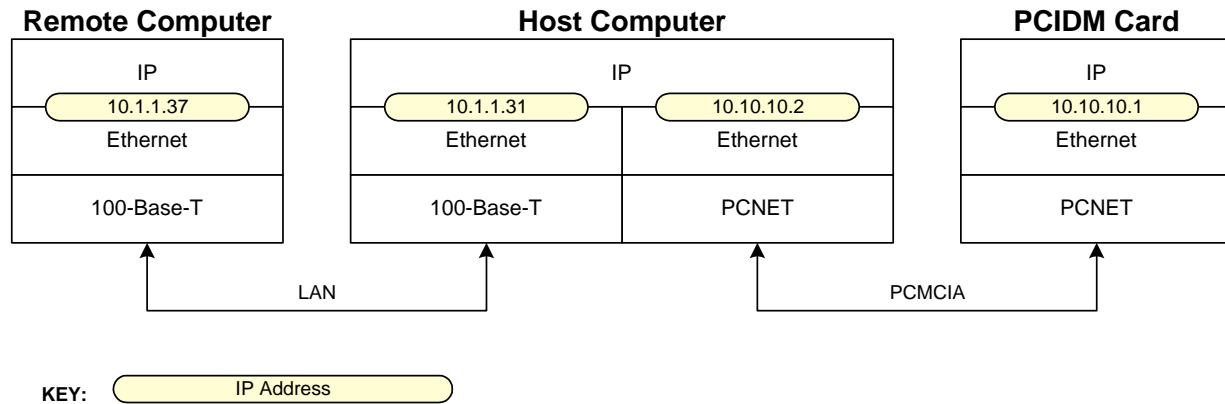 Remote Computer
Host Computer
PCIDM Card
IP
IP
IP
10.1.1.37
10.1.1.31
10.10.10.2
10.10.10.1
Ethernet
Ethernet
Ethernet
Ethernet
100-Base-T
100-Base-T
PCNET
PCNET
LAN
PCMCIA
KEY:
IP Address